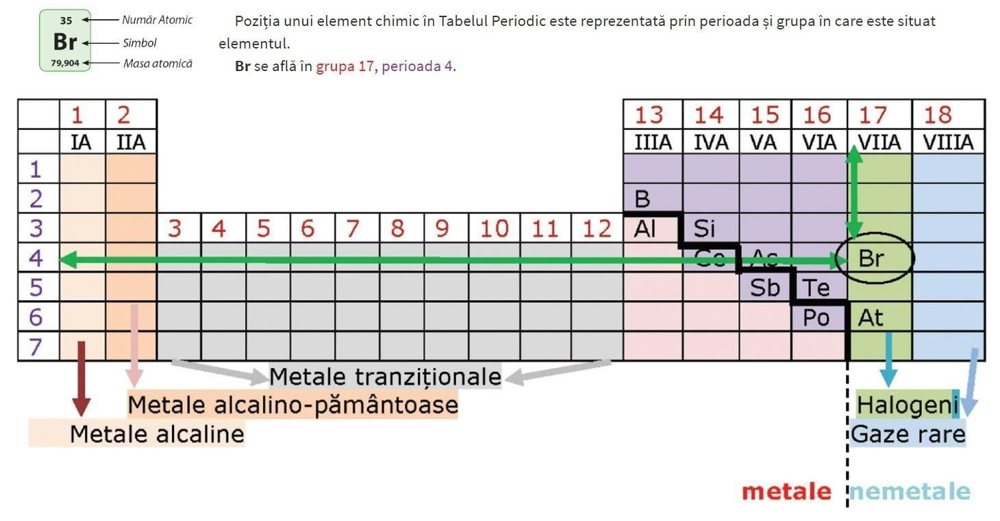 35 Număr Atomic
Br Simbol
79,904 Masa atomică
Poziția unui element chimic în Tabelul Periodic este reprezentată prin perioada și grupa în care este situat
elementul.
Br se află în grupa 17, perioada 4.
1 2 13 14 15 16 17 18
IA IIA IIIA IVA VA VIA VIIA VIIIA
1
2 B
3 3 4 5 6 7 8 9 10 11 12 Al Si
4 Ge As Br
5 Sb Te
6 Po At
7
Metale tranziționale
Metale alcalino-pământoase
Halogeni
Metale alcaline
Gaze rare
metale nemetale